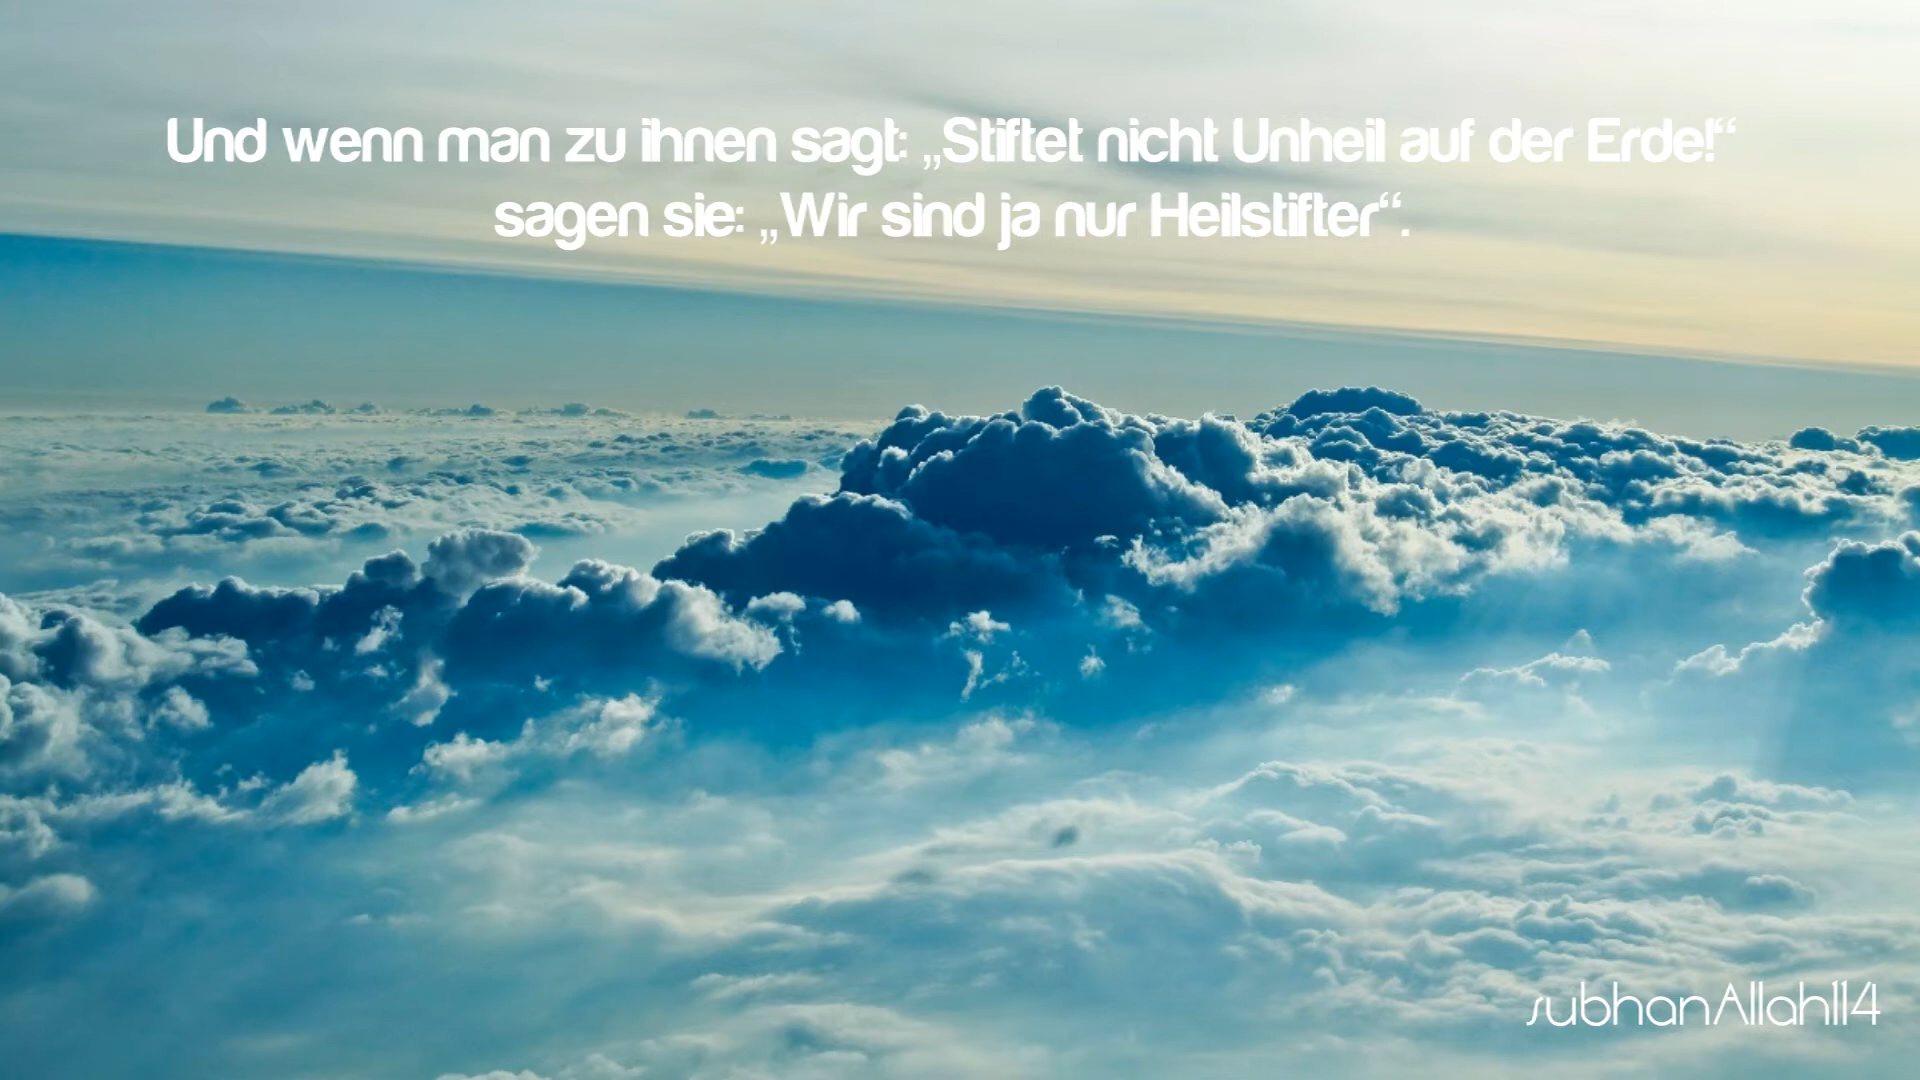 Und wenn man zu ihnen sagt: „Stiftet nicht Unheil auf der Erde!“
sagen sie: „Wir sind ja nur Heilstifter“.
subhanAllah114